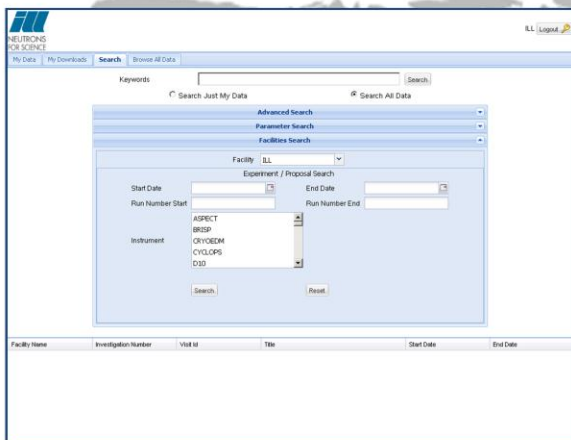 ill
NEUTRONS
FOR SCIENCE
ILL Logout
My Data My Downloads Search Browse All Data
Keywords Search
Search Just My Data Search All Data
Advanced Search
Parameter Search
Facilities Search
Facility ILL
Experiment / Proposal Search
Start Date End Date
Run Number Start Run Number End
Instrument
ASPECT
BRISP
CRYOEDM
CYCLOPS
D10
Search Reset
Facility Name Investigation Number Visit Id Title Start Date End Date